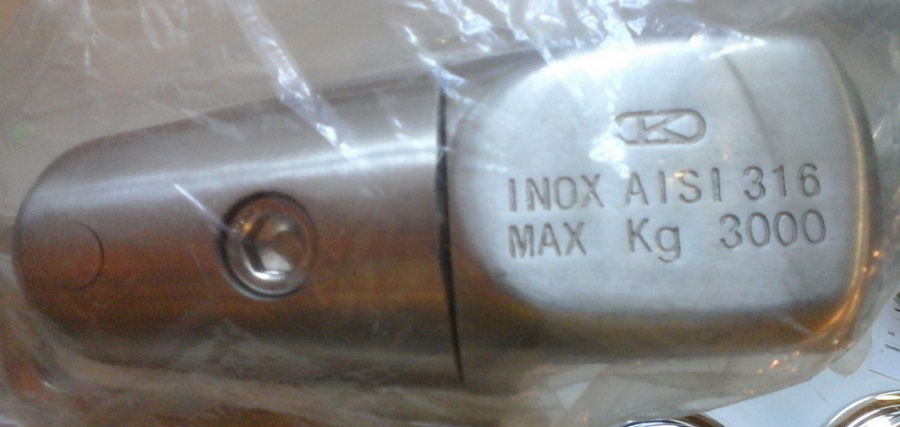 K
INOX AISI 316
MAX Kg 3000